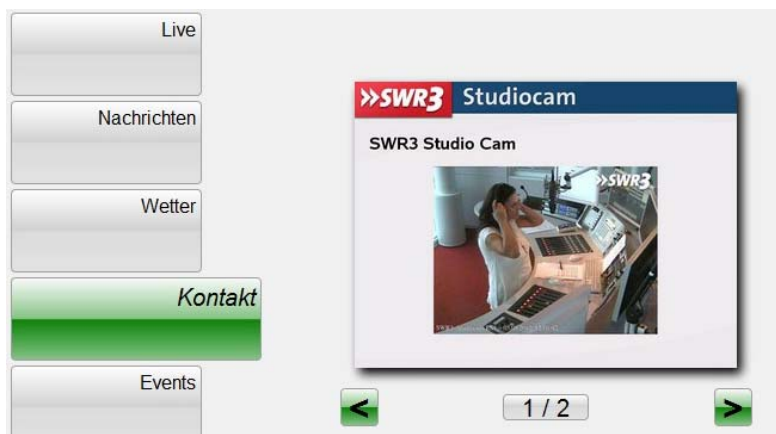 Live
Nachrichten
Wetter
Kontakt
Events
»SWR3 Studiocam
SWR3 Studio Cam
»SWR3
< 1 / 2 >